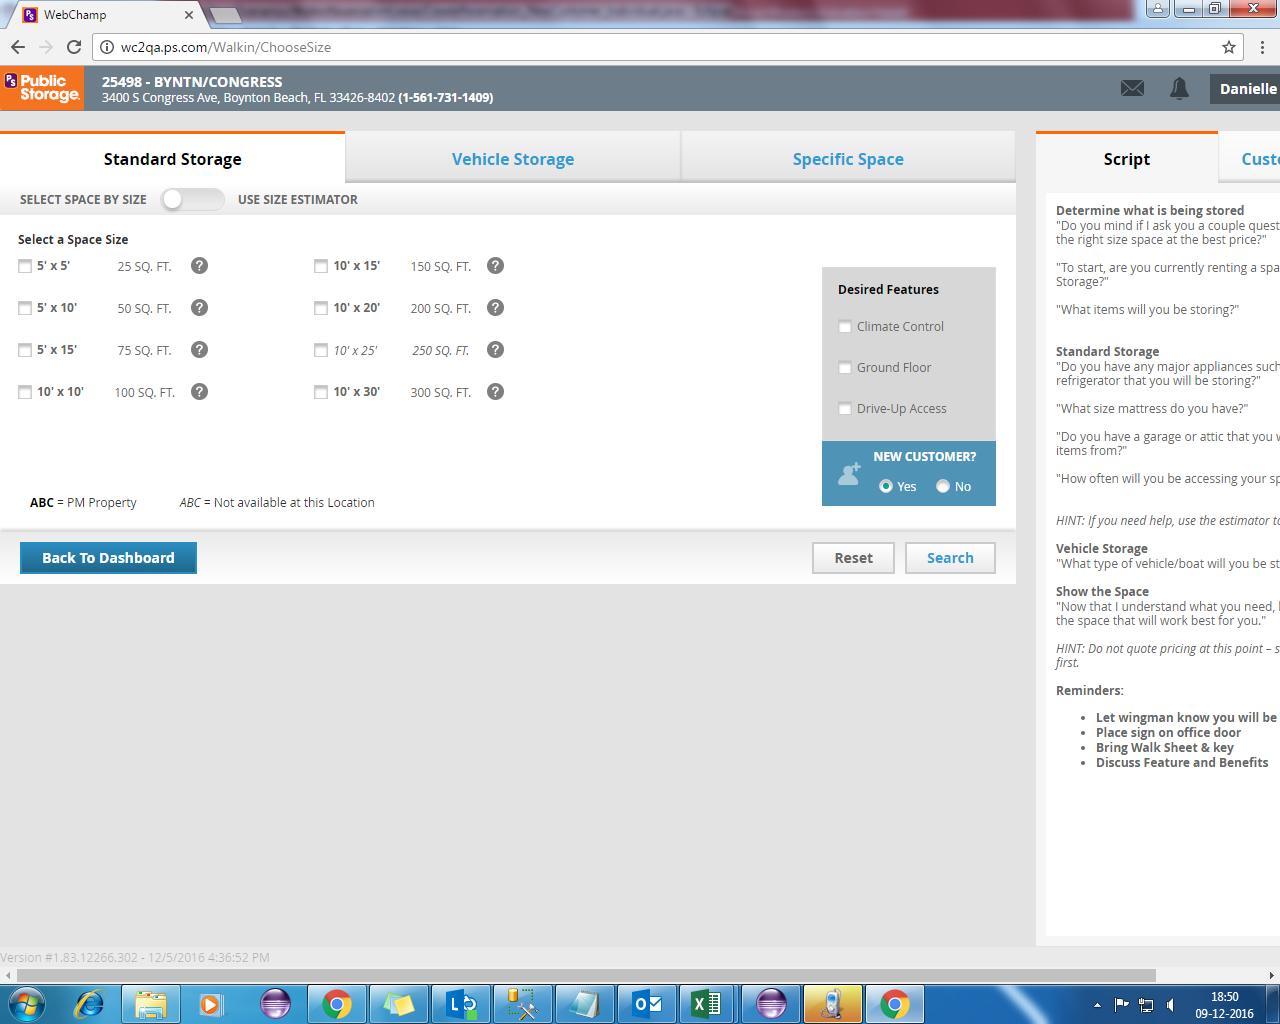 WebChamp
wc2qa.ps.com/Walkin/ChooseSize
PS Public Storage.
25498 - BYNTN/CONGRESS
3400 S Congress Ave, Boynton Beach, FL 33426-8402 (1-561-731-1409)
Danielle
Standard Storage
Vehicle Storage
Specific Space
Script
Custo
SELECT SPACE BY SIZE
USE SIZE ESTIMATOR
Select a Space Size
5' x 5' 25 SQ. FT. ?
10' x 15' 150 SQ. FT. ?
5' x 10' 50 SQ. FT. ?
10' x 20' 200 SQ. FT. ?
5' x 15' 75 SQ. FT. ?
10' x 25' 250 SQ. FT. ?
10' x 10' 100 SQ. FT. ?
10' x 30' 300 SQ. FT. ?
Desired Features
Climate Control
Ground Floor
Drive-Up Access
NEW CUSTOMER?
Yes No
ABC = PM Property
ABC = Not available at this Location
Back To Dashboard
Reset
Search
Determine what is being stored
"Do you mind if I ask you a couple quest
the right size space at the best price?"
"To start, are you currently renting a spa
Storage?"
"What items will you be storing?"
Standard Storage
"Do you have any major appliances such
refrigerator that you will be storing?"
"What size mattress do you have?"
"Do you have a garage or attic that you w
items from?"
"How often will you be accessing your sp
HINT: If you need help, use the estimator to
Vehicle Storage
"What type of vehicle/boat will you be st
Show the Space
"Now that I understand what you need, l
the space that will work best for you."
HINT: Do not quote pricing at this point – s
first.
Reminders:
• Let wingman know you will be
• Place sign on office door
• Bring Walk Sheet & key
• Discuss Feature and Benefits
Version #1.83.12266.302 - 12/5/2016 4:36:52 PM
18:50
09-12-2016